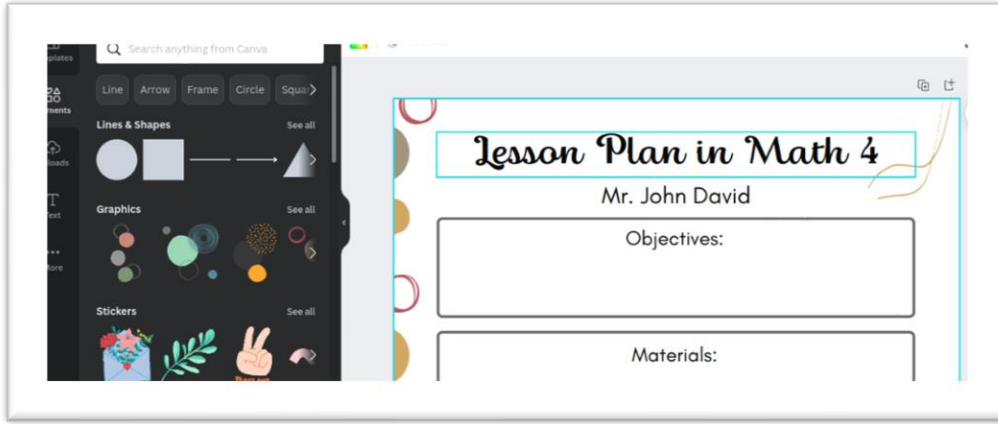 Search anything from Canva
Line Arrow Frame Circle Squar
Lines & Shapes See all
Graphics See all
Stickers See all
Text
Lesson Plan in Math 4
Mr. John David
Objectives:
Materials: